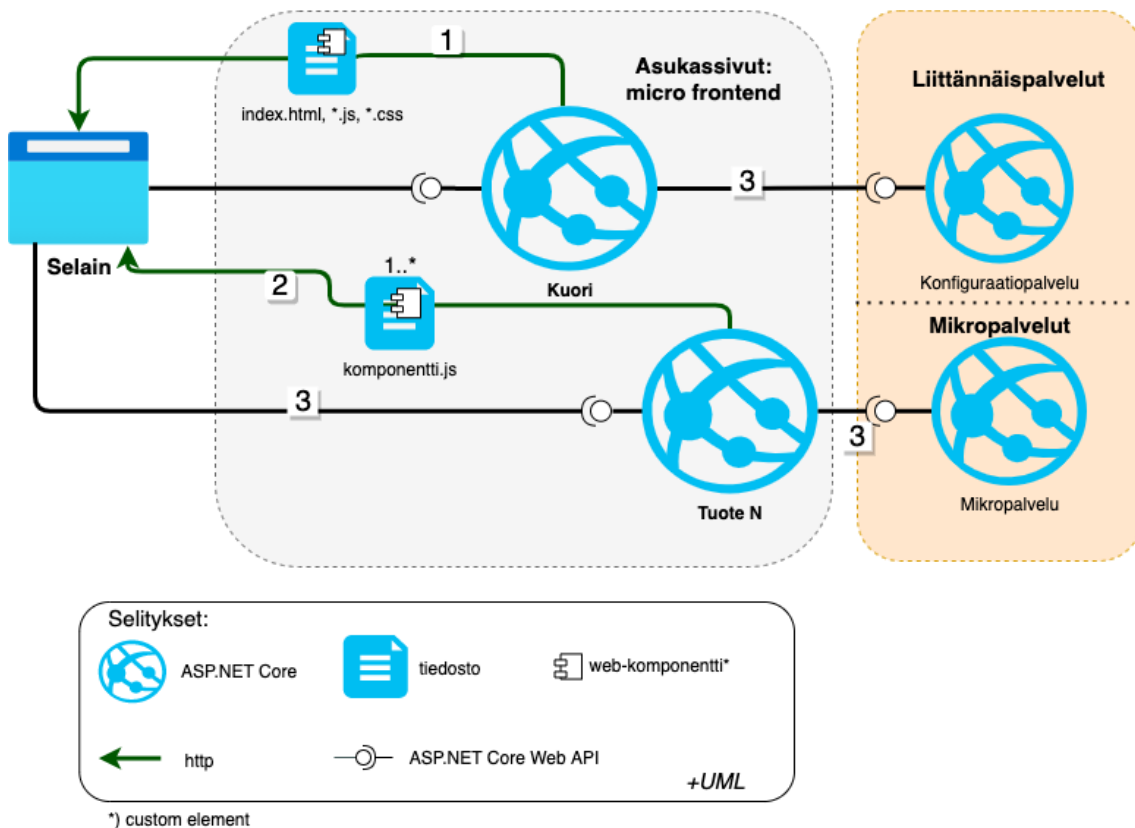 1
Asukassivut:
micro frontend
Liittännäispalvelut
index.html, *.js, *.css
3
Selain
2
1..*
Kuori
Konfiguraatiopalvelu
Mikropalvelut
komponentti.js
3
3
Tuote N
Mikropalvelu
Selitykset:
ASP.NET Core
tiedosto
web-komponentti*
http
ASP.NET Core Web API
+UML
*) custom element